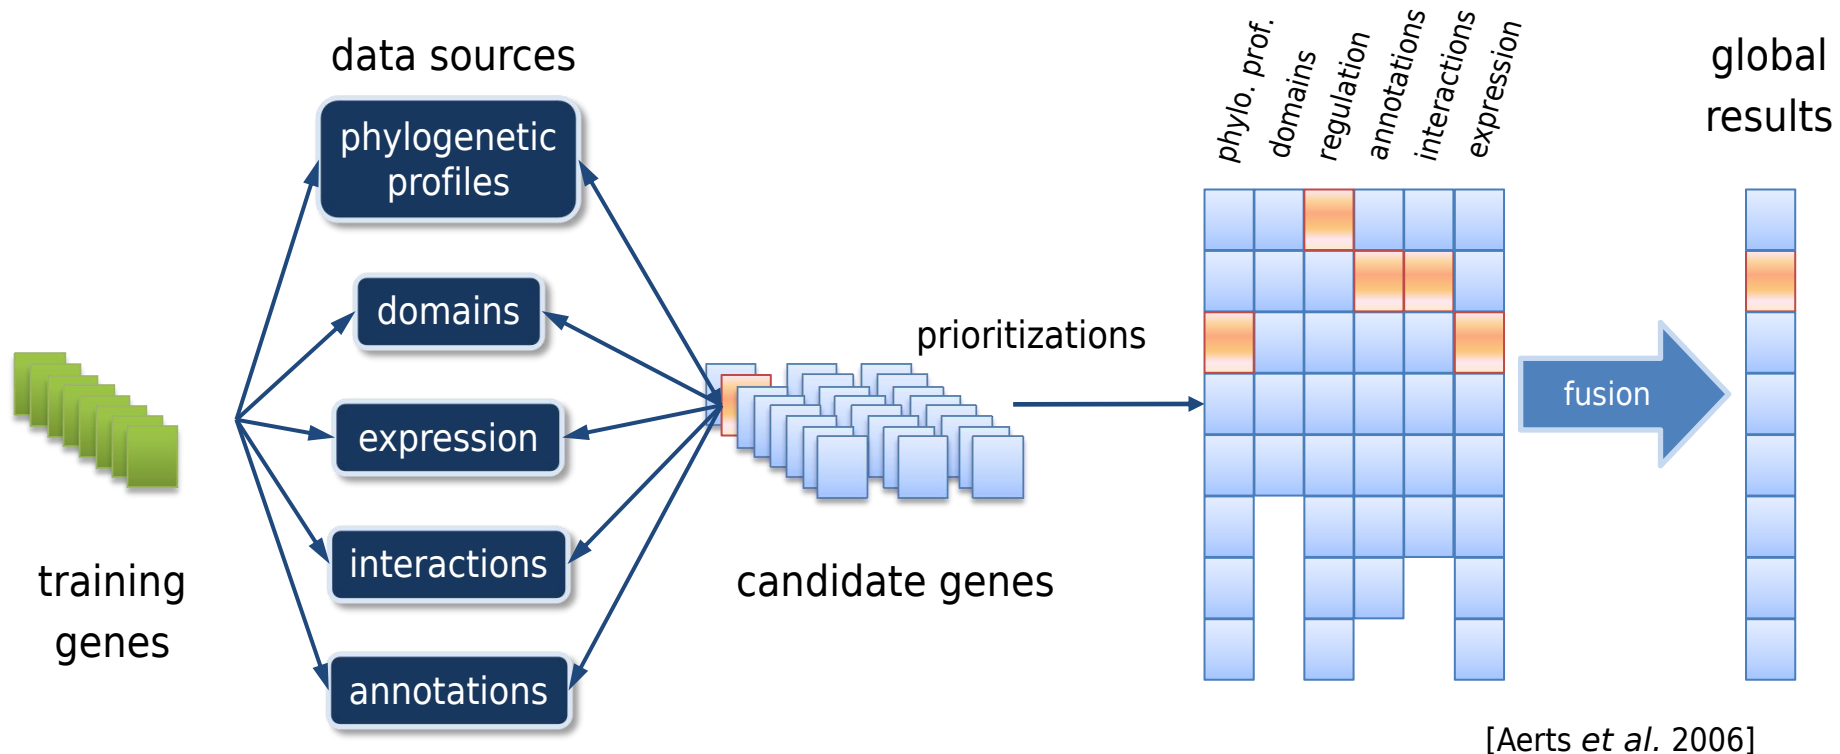 data sources
phylogenetic
profiles
domains
expression
interactions
annotations
training
genes
candidate genes
prioritizations
phylo. prof.
domains
regulation
annotations
interactions
expression
fusion
global
results
[Aerts et al. 2006]